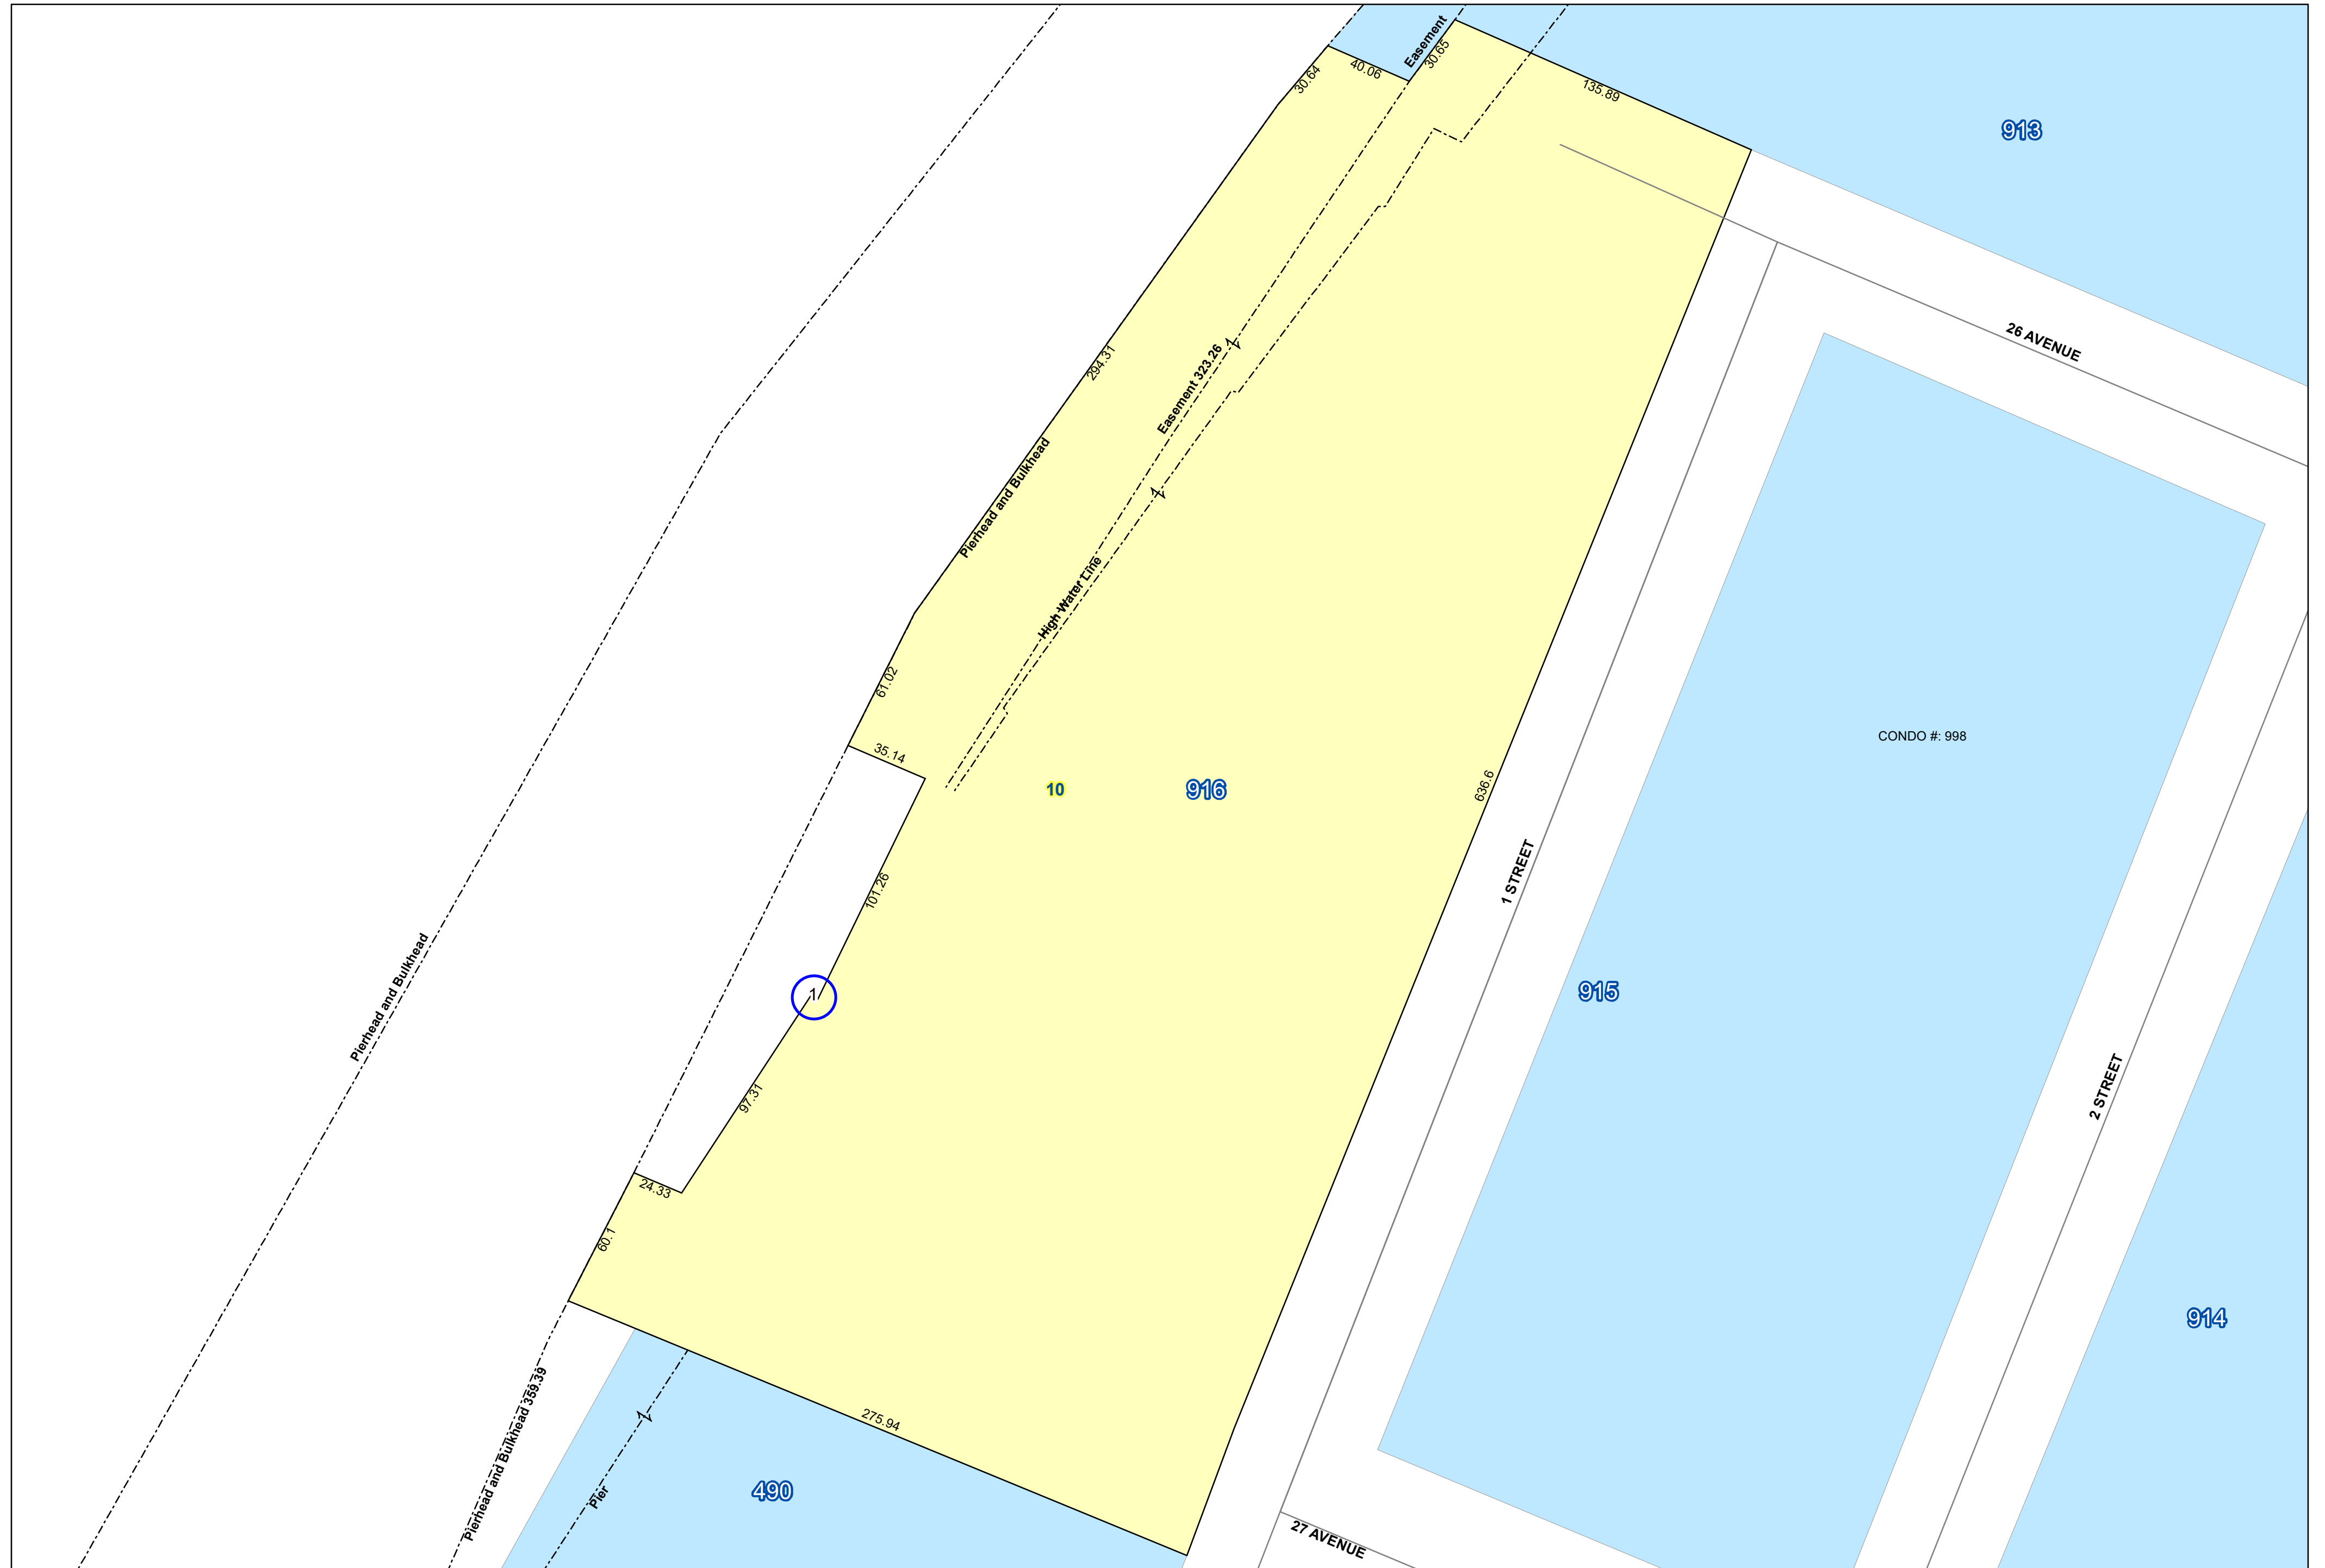 Easement
30.65
40.06
30.64
135.89
913
26 AVENUE
294.31
Easement 323.26
Pierhead and Bulkhead
High Water Line
61.02
35.14
CONDO #: 998
10
916
636.6
1 STREET
101.26
Pierhead and Bulkhead
1
915
97.31
2 STREET
24.33
60.1
914
Pierhead and Bulkhead 359.39
275.94
Pier
490
27 AVENUE